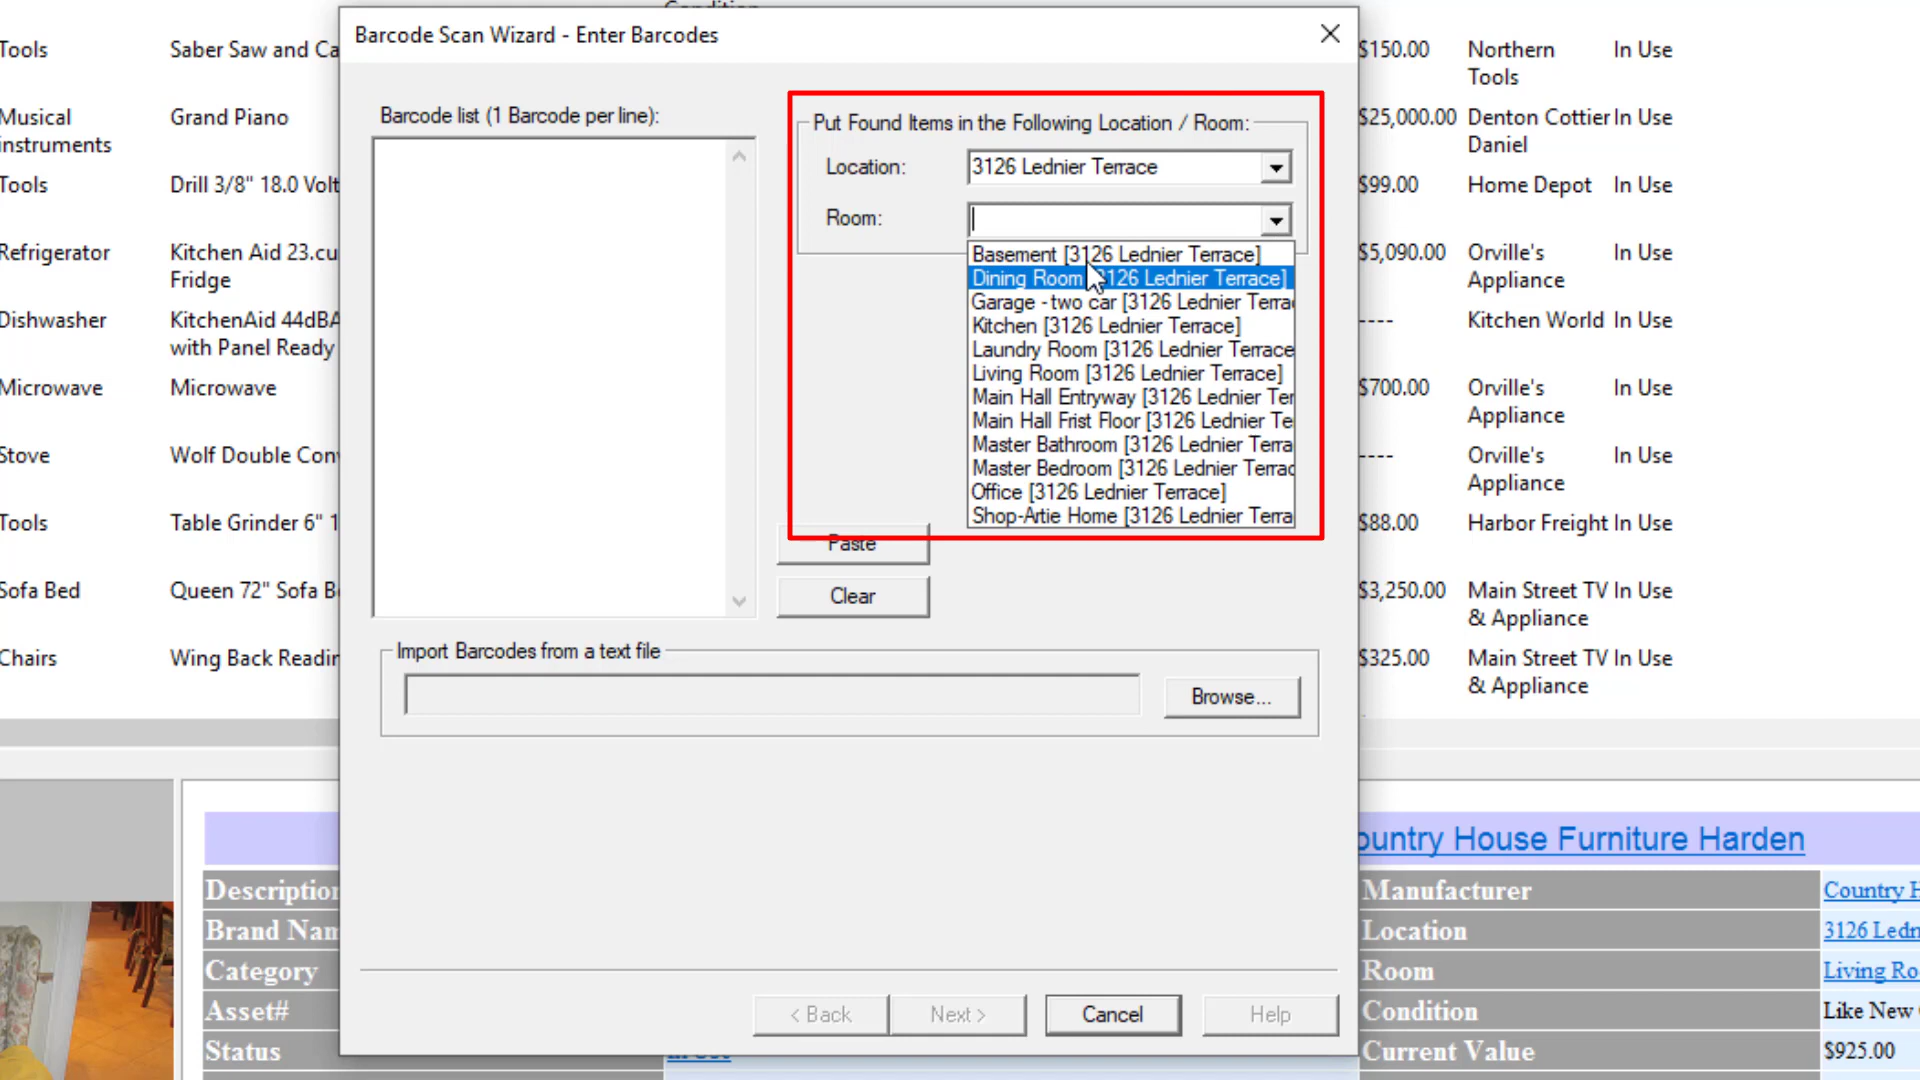 Barcode Scan Wizard - Enter Barcodes
Barcode list (1 Barcode per line):
Put Found Items in the Following Location / Room:
Location:
3126 Lednier Terrace
Room:
Basement [3126 Lednier Terrace]
Dining Room [3126 Lednier Terrace]
Garage - two car [3126 Lednier Terra
Kitchen [3126 Lednier Terrace]
Laundry Room [3126 Lednier Terrace
Living Room [3126 Lednier Terrace]
Main Hall Entryway [3126 Lednier Ter
Main Hall Frist Floor [3126 Lednier Te
Master Bathroom [3126 Lednier Terra
Master Bedroom [3126 Lednier Terrac
Office [3126 Lednier Terrace]
Shop-Artie Home [3126 Lednier Terra
Paste
Clear
Import Barcodes from a text file
Browse...
< Back
Next >
Cancel
Help
Tools
Saber Saw and Ca
$150.00
Northern
Tools
In Use
Musical
instruments
Grand Piano
$25,000.00
Denton Cottier
Daniel
In Use
Tools
Drill 3/8" 18.0 Volt
$99.00
Home Depot
In Use
Refrigerator
Kitchen Aid 23.cu
Fridge
$5,090.00
Orville's
Appliance
In Use
Dishwasher
KitchenAid 44dBA
with Panel Ready
----
Kitchen World
In Use
Microwave
Microwave
$700.00
Orville's
Appliance
In Use
Stove
Wolf Double Con
----
Orville's
Appliance
In Use
Tools
Table Grinder 6" 1
$88.00
Harbor Freight
In Use
Sofa Bed
Queen 72" Sofa B
$3,250.00
Main Street TV
& Appliance
In Use
Chairs
Wing Back Readin
$325.00
Main Street TV
& Appliance
In Use
ountry House Furniture Harden
Description
Manufacturer
Country H
Brand Nam
Location
3126 Ledn
Category
Room
Living Ro
Asset#
Condition
Like New
Status
Current Value
$925.00